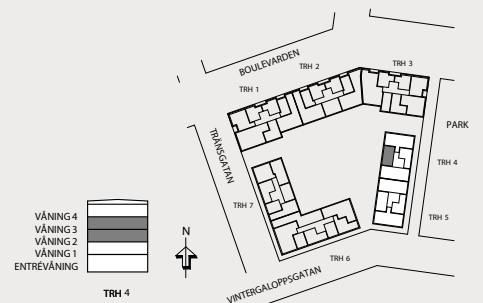 BOULEVARDEN
TRH 1
TRH 2
TRH 3
PARK
TRÄNSGATAN
TRH 4
TRH 7
TRH 5
TRH 6
VINTERGALOPPSGATAN
N
VÅNING 4
VÅNING 3
VÅNING 2
VÅNING 1
ENTRÉVÅNING
TRH 4